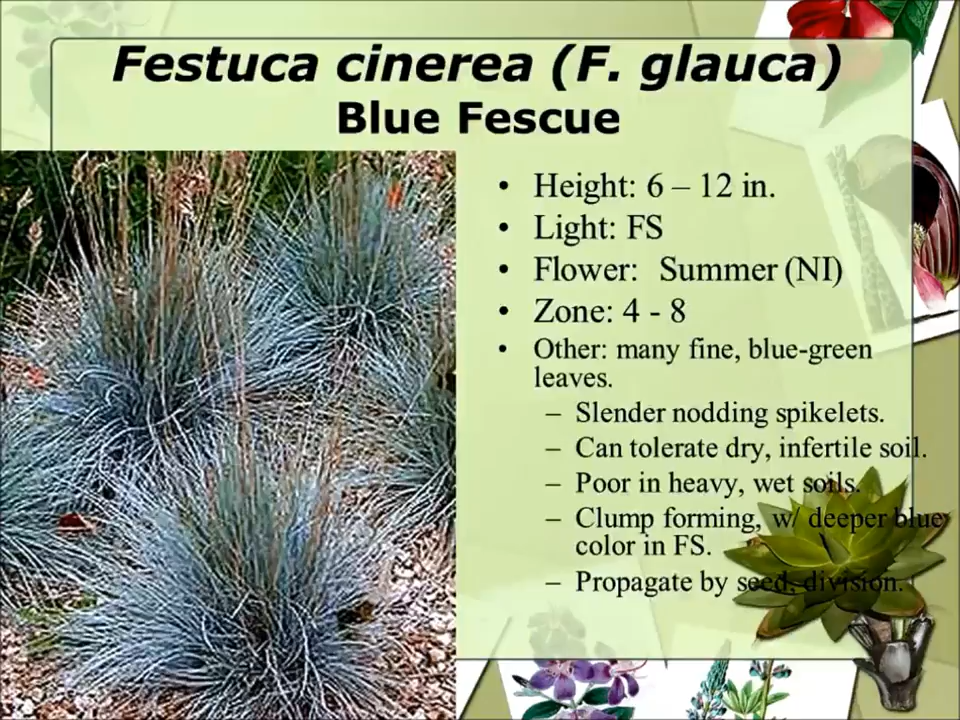 Festuca cinerea (F. glauca)
Blue Fescue
• Height: 6 – 12 in.
• Light: FS
• Flower: Summer (NI)
• Zone: 4 - 8
• Other: many fine, blue-green
leaves.
– Slender nodding spikelets.
– Can tolerate dry, infertile soil.
– Poor in heavy, wet soils.
– Clump forming, w/ deeper blue
color in FS.
– Propagate by seed, division.